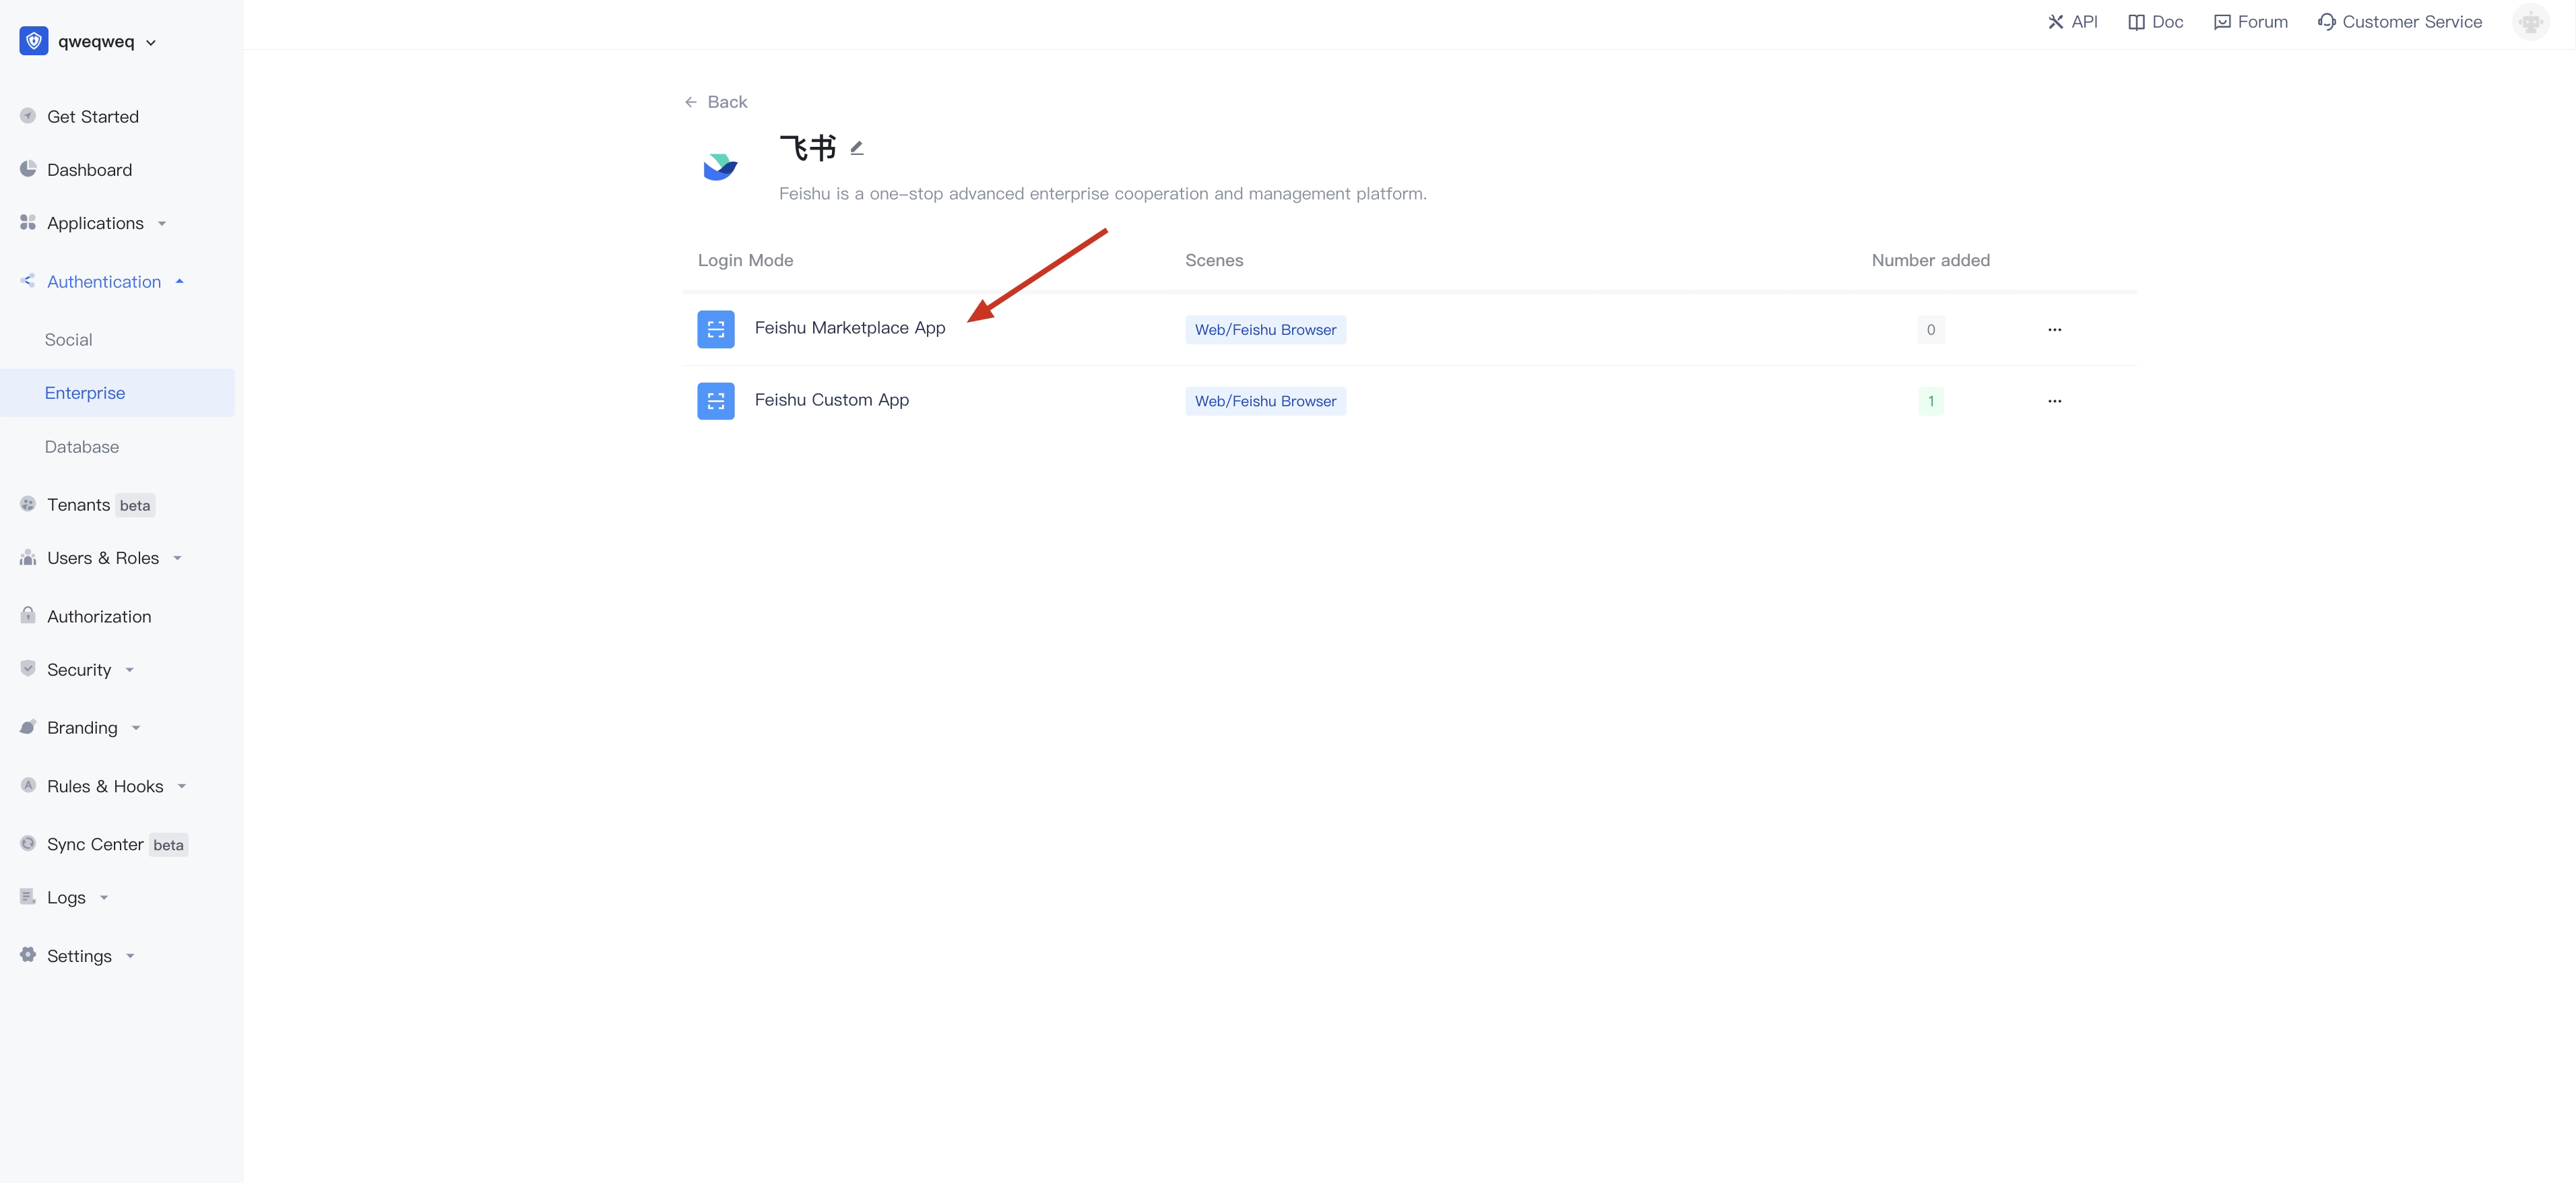 qweqweq
API
Doc
Forum
Customer Service
Get Started
Dashboard
Applications
Authentication
Social
Enterprise
Database
Tenants beta
Users & Roles
Authorization
Security
Branding
Rules & Hooks
Sync Center beta
Logs
Settings
Back
飞书
Feishu is a one-stop advanced enterprise cooperation and management platform.
Login Mode Scenes Number added
Feishu Marketplace App Web/Feishu Browser 0
Feishu Custom App Web/Feishu Browser 1